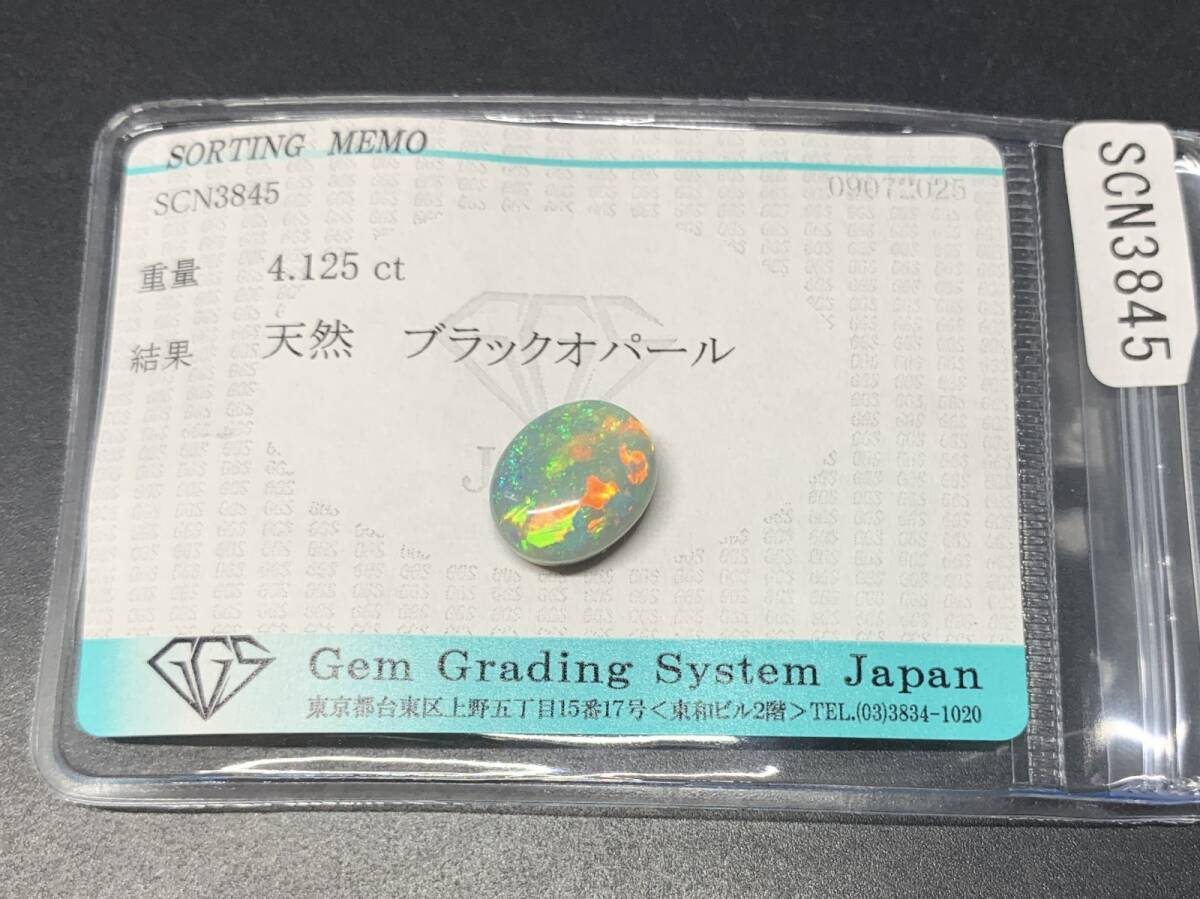 SORTING MEMO
SCN3845
09072025
重量 4.125 ct
結果 天然 ブラックオパール
J
GGS
Gem Grading System Japan
東京都台東区上野五丁目15番17号<東和ビル2階>TEL.(03)3834-1020
SCN3845